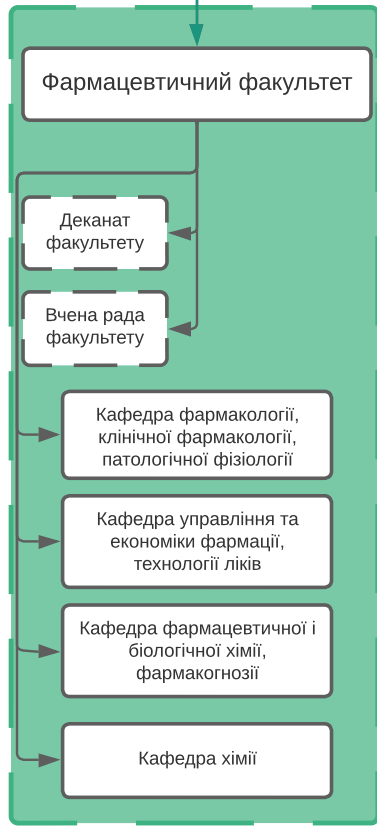 Фармацевтичний факультет
Деканат
факультету
Вчена рада
факультету
Кафедра фармакології,
клінічної фармакології,
патологічної фізіології
Кафедра управління та
економіки фармації,
технології ліків
Кафедра фармацевтичної і
біологічної хімії,
фармакогнозії
Кафедра хімії